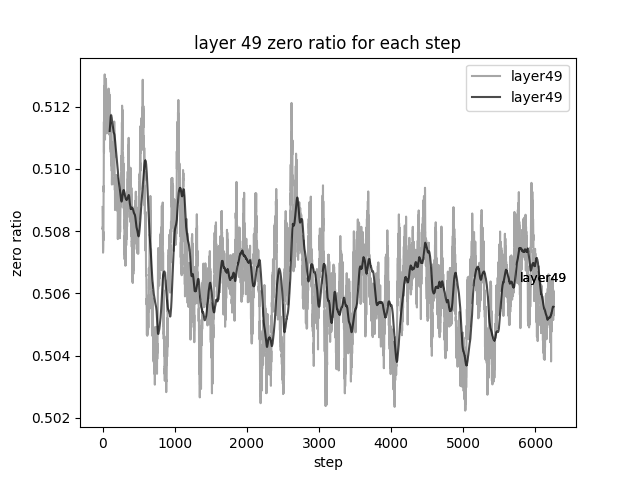 layer 49 zero ratio for each step
layer49
layer49
0.512
0.510
0.508
0.506
0.504
0.502
zero ratio
layer49
0
1000
2000
3000
4000
5000
6000
step